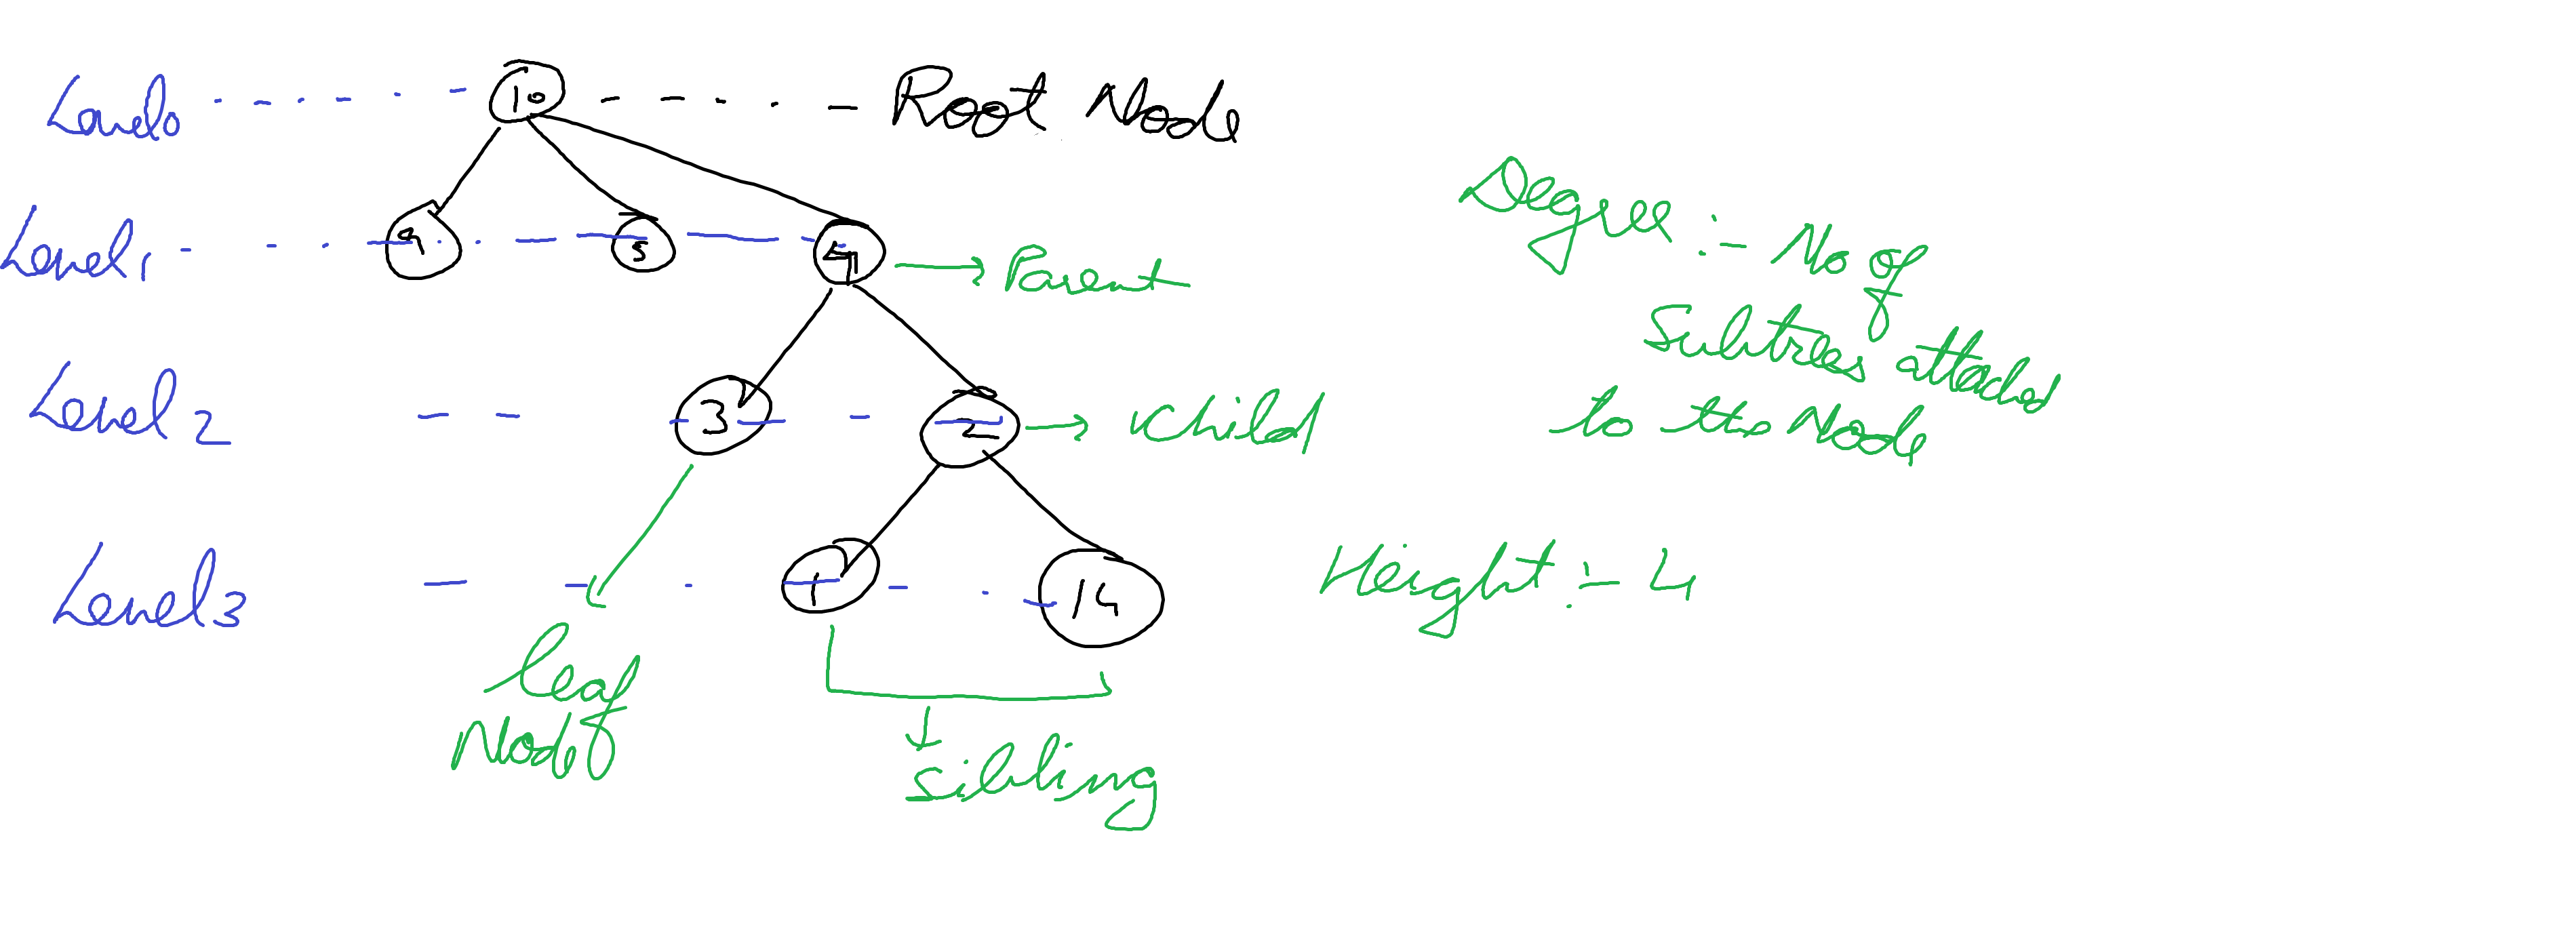 Level0
10
Root Node
Level1
9
5
Parent
Degree :- No of
Subtrees attached
to the Node
Level2
3
2
Child
Level3
1
14
Height :- 4
leaf
Node
Sibling